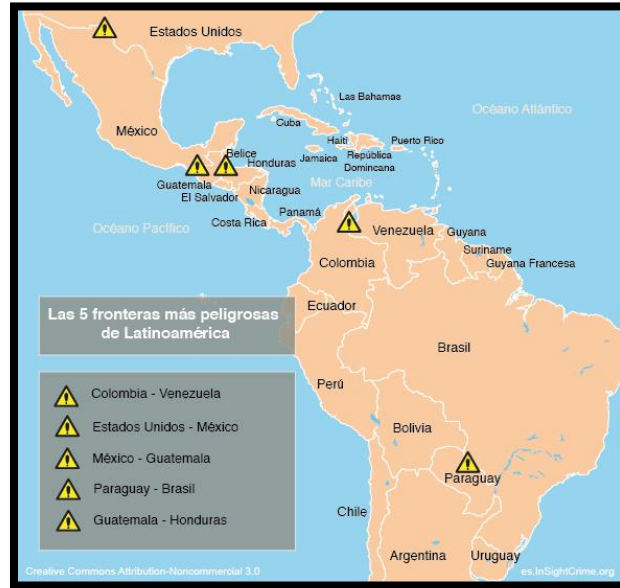 Estados Unidos
Las Bahamas
Océano Atlántico
México
Cuba
Haití
Puerto Rico
Belice
Jamaica
República
Dominicana
Honduras
Guatemala
Mar Caribe
El Salvador
Nicaragua
Océano Pacífico
Costa Rica
Panamá
Venezuela
Guyana
Suriname
Guyana Francesa
Colombia
Ecuador
Las 5 fronteras más peligrosas
de Latinoamérica
Brasil
Perú
Colombia - Venezuela
Estados Unidos - México
Bolivia
México - Guatemala
Paraguay - Brasil
Paraguay
Guatemala - Honduras
Chile
Argentina
Uruguay
Creative Commons Attribution-Noncommercial 3.0
es.InSightCrime.org